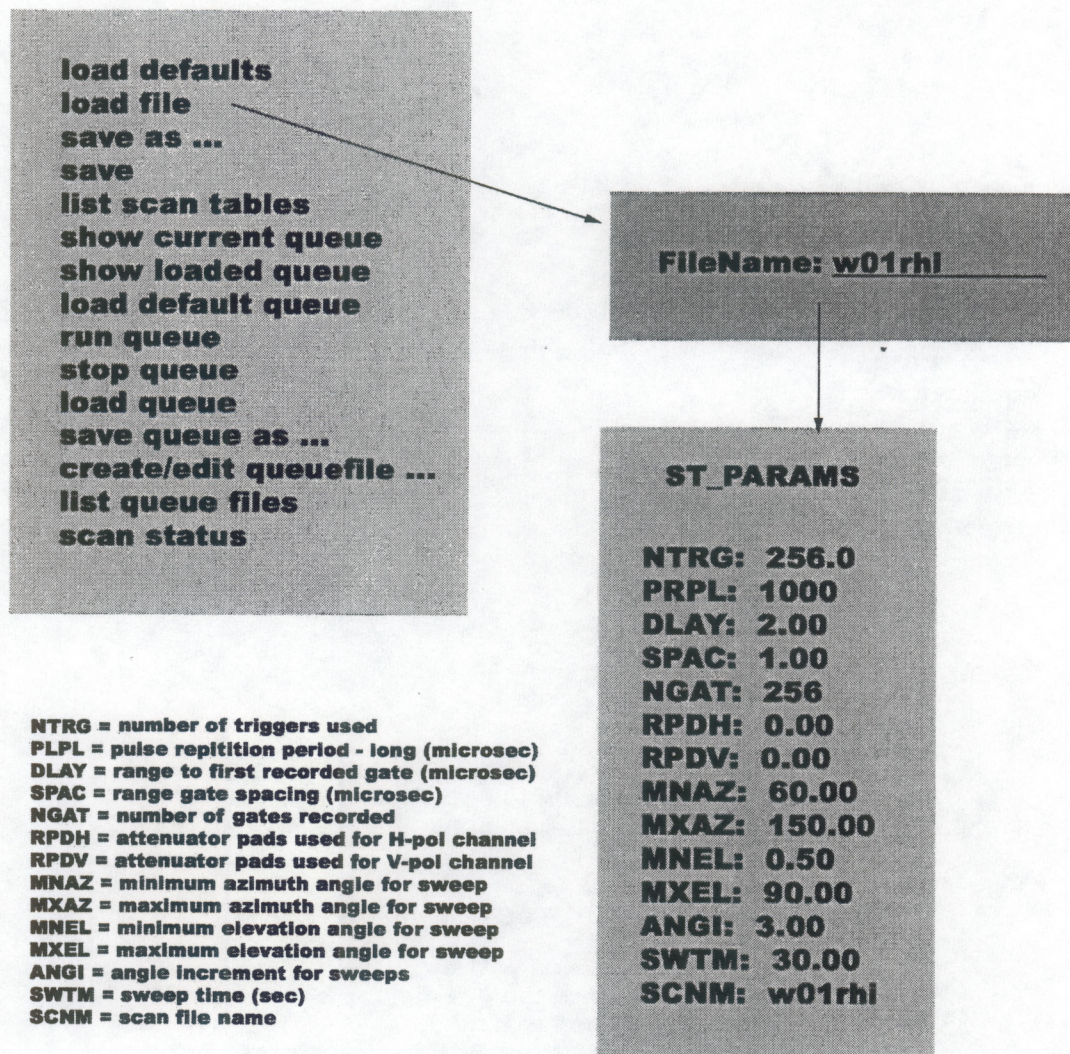 load defaults
load file
save as ...
save
list scan tables
show current queue
show loaded queue
load default queue
run queue
stop queue
load queue
save queue as ...
create/edit queuefile ...
list queue files
scan status
FileName: w01rhi
ST_PARAMS
NTRG: 256.0
PRPL: 1000
DLAY: 2.00
SPAC: 1.00
NGAT: 256
RPDH: 0.00
RPDV: 0.00
MNAZ: 60.00
MXAZ: 150.00
MNEL: 0.50
MXEL: 90.00
ANGI: 3.00
SWTM: 30.00
SCNM: w01rhi
NTRG = number of triggers used
PLPL = pulse repitition period - long (microsec)
DLAY = range to first recorded gate (microsec)
SPAC = range gate spacing (microsec)
NGAT = number of gates recorded
RPDH = attenuator pads used for H-pol channel
RPDV = attenuator pads used for V-pol channel
MNAZ = minimum azimuth angle for sweep
MXAZ = maximum azimuth angle for sweep
MNEL = minimum elevation angle for sweep
MXEL = maximum elevation angle for sweep
ANGI = angle increment for sweeps
SWTM = sweep time (sec)
SCNM = scan file name